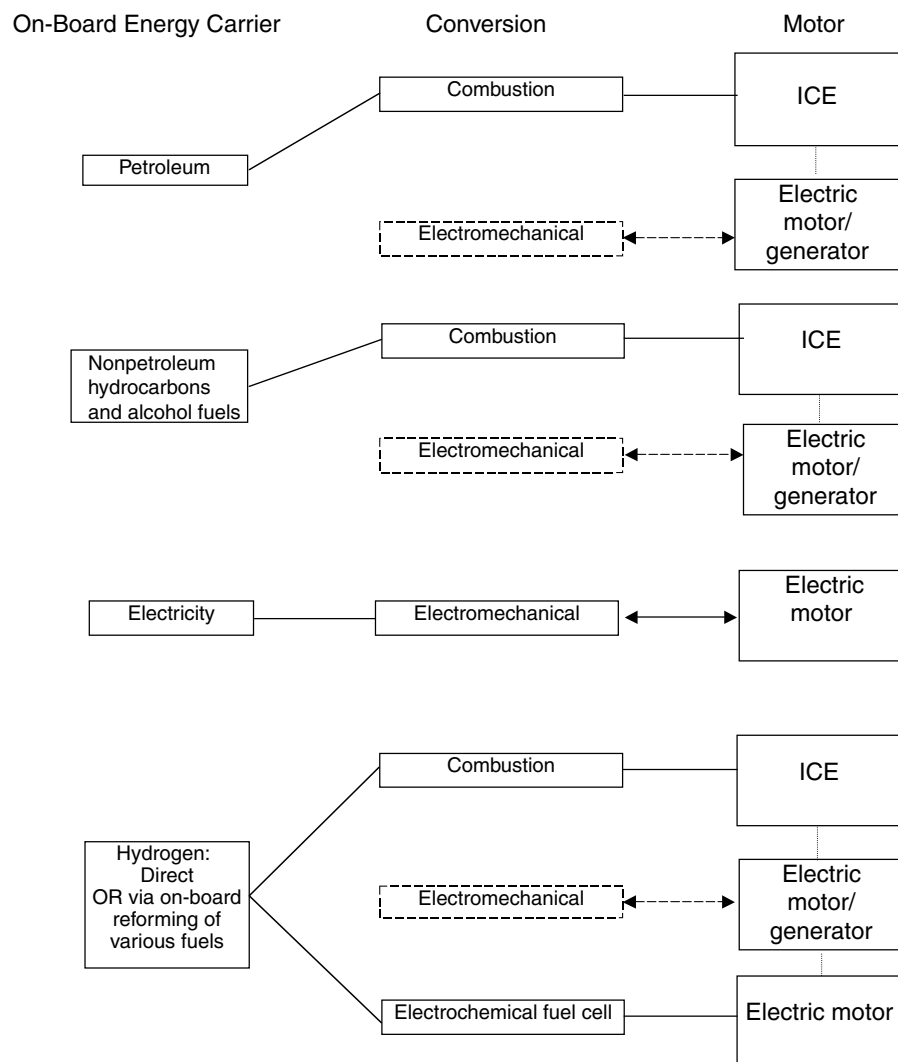 On-Board Energy Carrier
Conversion
Motor
Combustion
ICE
Petroleum
Electromechanical
Electric
motor/
generator
Combustion
ICE
Nonpetroleum
hydrocarbons
and alcohol fuels
Electromechanical
Electric
motor/
generator
Electricity
Electromechanical
Electric
motor
Combustion
ICE
Hydrogen:
Direct
OR via on-board
reforming of
various fuels
Electromechanical
Electric
motor/
generator
Electrochemical fuel cell
Electric motor